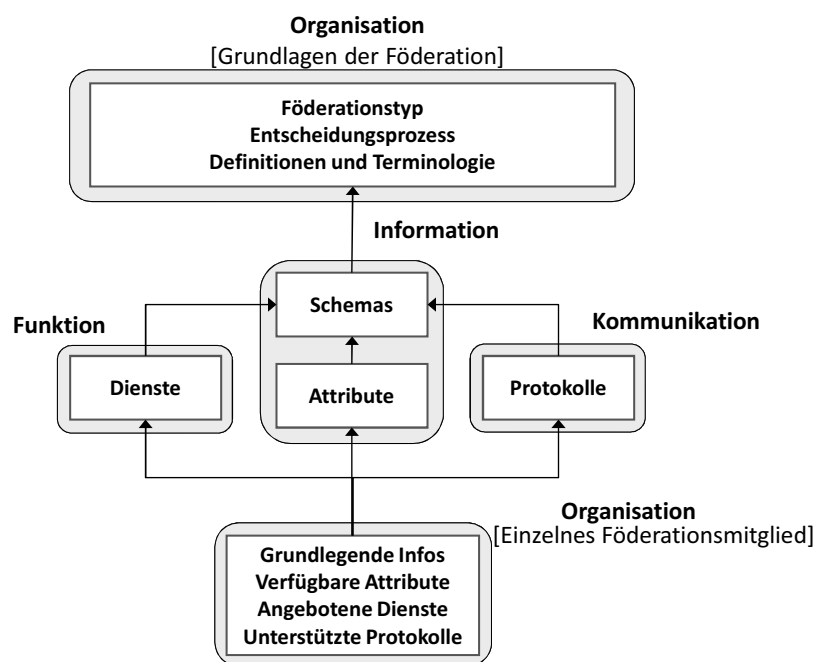 Organisation
[Grundlagen der Föderation]
Föderationstyp
Entscheidungsprozess
Definitionen und Terminologie
Information
Schemas
Funktion
Kommunikation
Dienste
Attribute
Protokolle
Organisation
[Einzelnes Föderationsmitglied]
Grundlegende Infos
Verfügbare Attribute
Angebotene Dienste
Unterstützte Protokolle